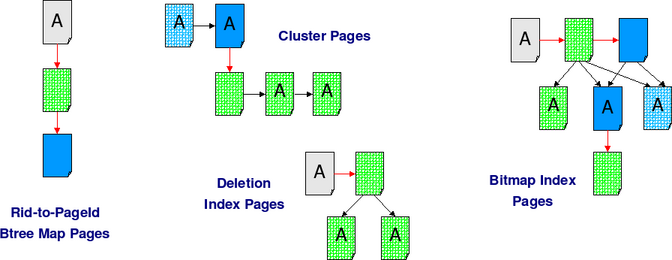 A
Rid-to-PageId
Btree Map Pages
A A
Cluster Pages
A A
A
A A
Deletion
Index Pages
A
A A A
Bitmap Index
Pages